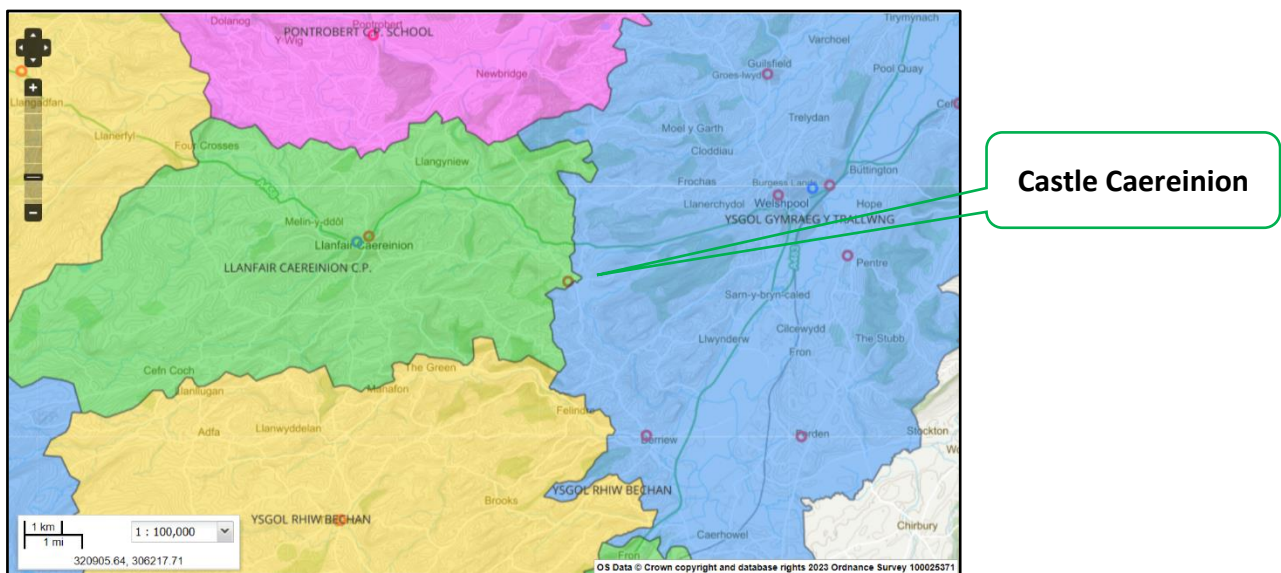 Dolanog
Pontrobert
PONTROBERT C.P. SCHOOL
Y Wig
Newbridge
Tirymynach
Varchoel
Guilsfield
Groes-lwyd
Pool Quay
Llangadfan
Llanerfyl
Four Crosses
Llangyniew
Trelydan
Moel y Garth
Cloddiau
Buttington
Frochas
Burgess Land
Llanerchydol
Welshpool
Hope
YSGOL GYMRAEG Y TRALLWNG
Castle Caereinion
Melin-y-ddôl
Llanfair Caereinion
LLANFAIR CAEREINION C.P.
Pentre
Sarn-y-bryn-caled
Cilcewydd
Llwynderw
The Stubb
Fron
Cefn Coch
The Green
Llanllugan
Manafon
Felindre
Adfa
Llanwyddelan
Berriew
Forden
Stockton
Brooks
YSGOL RHIW BECHAN
YSGOL RHIW BECHAN
Caerhowel
Chirbury
Fron
1 km
1 mi
1 : 100,000
320905.64, 306217.71
OS Data © Crown copyright and database rights 2023 Ordnance Survey 100025371